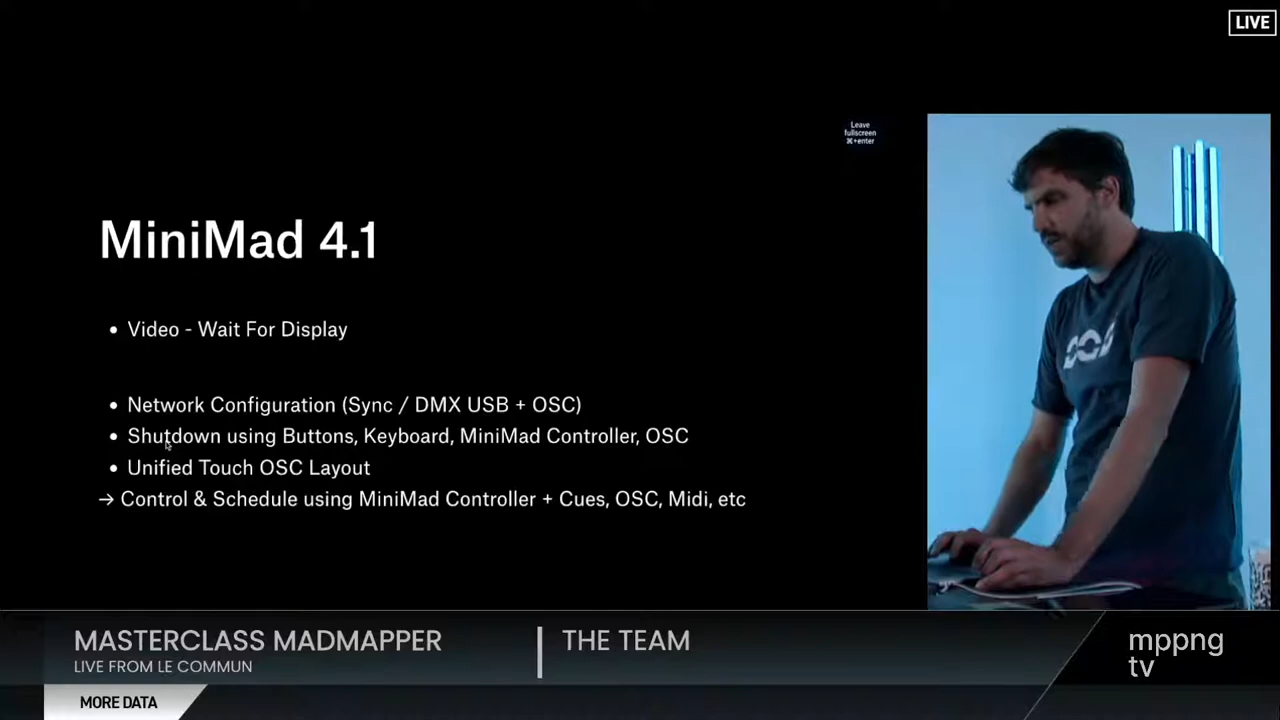 LIVE
Leave
fullscreen
⌘+enter
MiniMad 4.1
• Video - Wait For Display
• Network Configuration (Sync / DMX USB + OSC)
• Shutdown using Buttons, Keyboard, MiniMad Controller, OSC
• Unified Touch OSC Layout
→ Control & Schedule using MiniMad Controller + Cues, OSC, Midi, etc
MASTERCLASS MADMAPPER
LIVE FROM LE COMMUN
THE TEAM
mppng
tv
MORE DATA